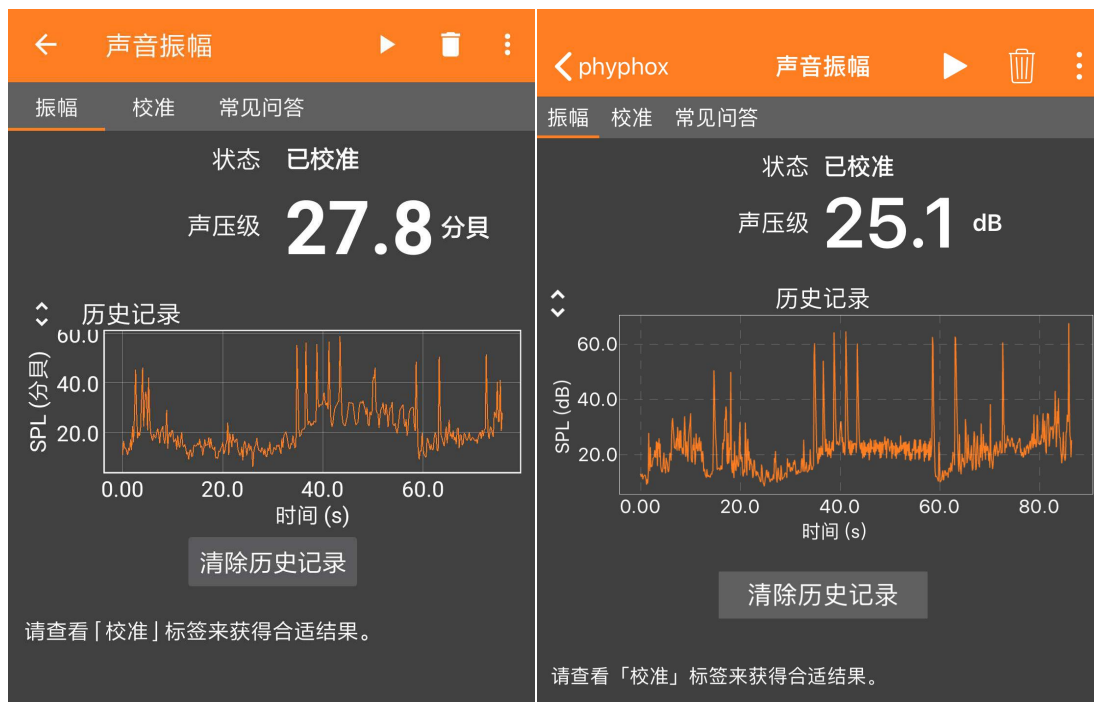 声音振幅
振幅 校准 常见问答
状态 已校准
声压级 27.8 分貝
历史记录
SPL (分貝)
60.0
40.0
20.0
0.00 20.0 40.0 60.0
时间 (s)
清除历史记录
请查看「校准」标签来获得合适结果。
phyphox 声音振幅
振幅 校准 常见问答
状态 已校准
声压级 25.1 dB
历史记录
SPL (dB)
60.0
40.0
20.0
0.00 20.0 40.0 60.0 80.0
时间 (s)
清除历史记录
请查看「校准」标签来获得合适结果。